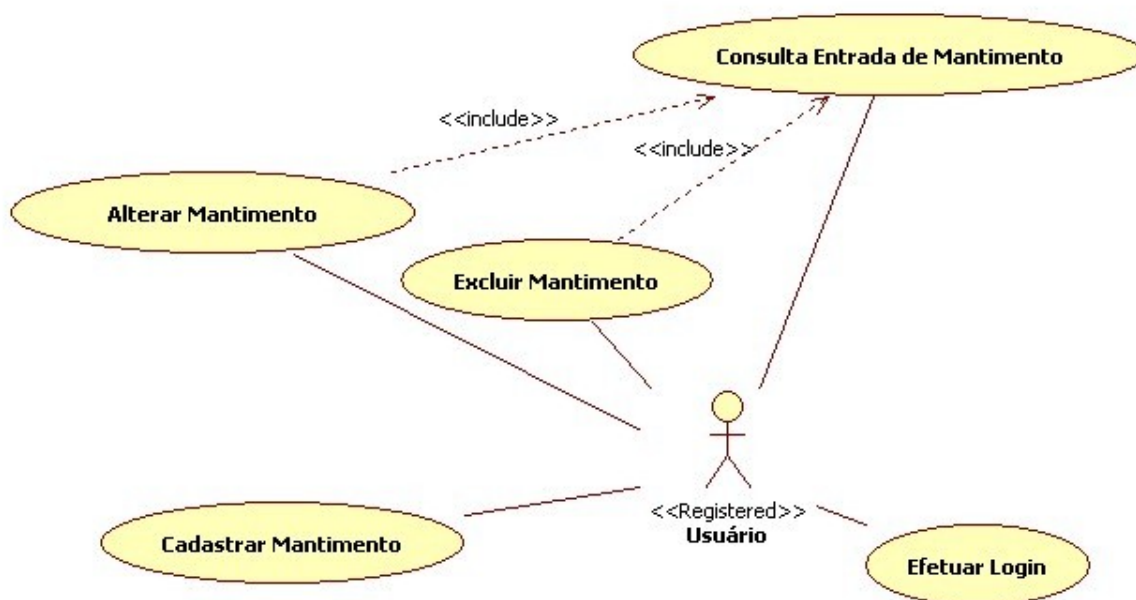 Consulta Entrada de Mantimento
<<include>>
<<include>>
Alterar Mantimento
Excluir Mantimento
<<Registered>>
Usuário
Cadastrar Mantimento
Efetuar Login